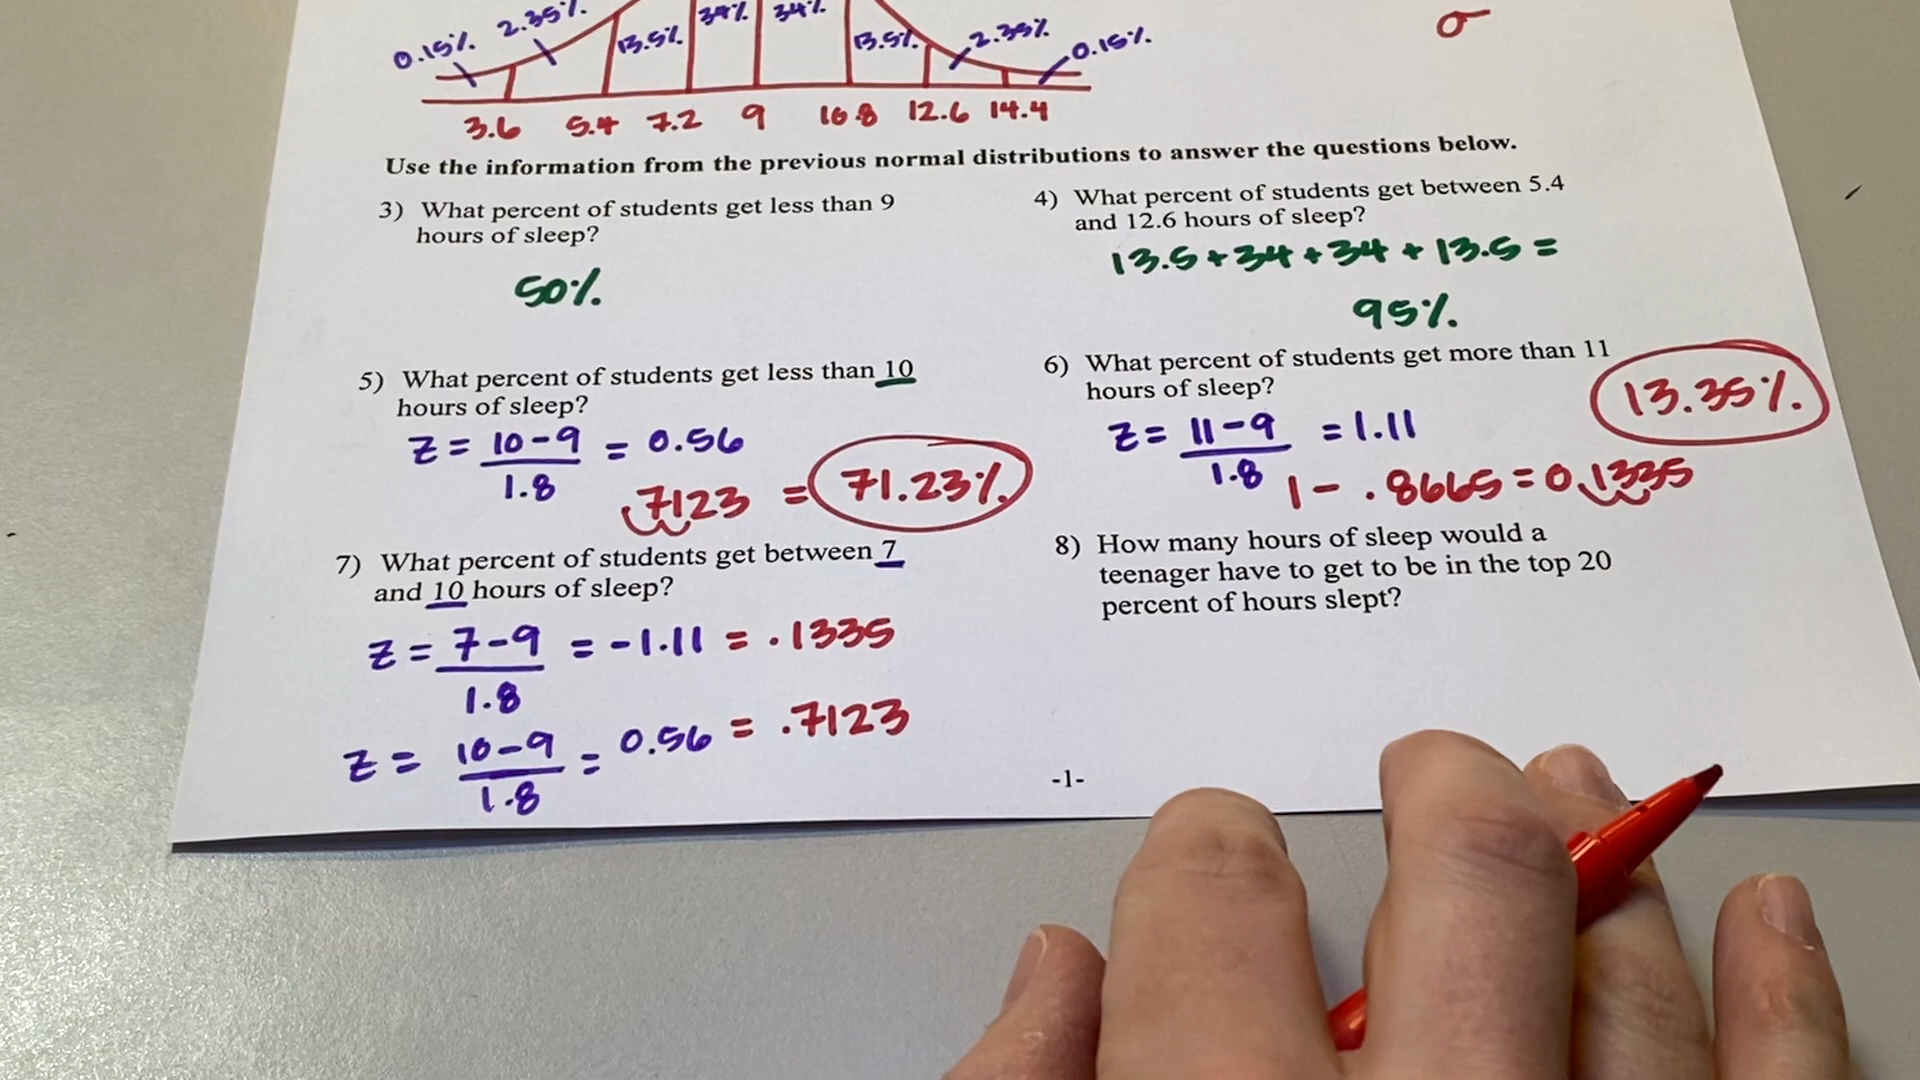 σ
0.15% 2.35% 13.5% 34% 34% 13.5% 2.35% 0.15%
3.6 5.4 7.2 9 10.8 12.6 14.4
Use the information from the previous normal distributions to answer the questions below.
3) What percent of students get less than 9
hours of sleep?
50%
4) What percent of students get between 5.4
and 12.6 hours of sleep?
13.5 + 34 + 34 + 13.5 =
95%
5) What percent of students get less than 10
hours of sleep?
z = 10-9 = 0.56
1.8
.7123 = 71.23%
6) What percent of students get more than 11
hours of sleep?
13.35%
z = 11-9 = 1.11
1.8
1 - .8665 = 0.1335
7) What percent of students get between 7
and 10 hours of sleep?
z = 7-9 = -1.11 = .1335
1.8
z = 10-9 = 0.56 = .7123
1.8
8) How many hours of sleep would a
teenager have to get to be in the top 20
percent of hours slept?
-1-